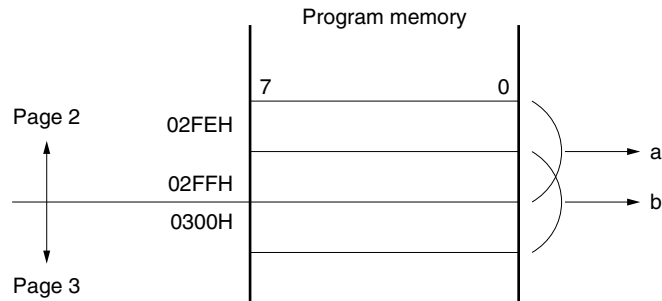 Program memory
7 0
Page 2
02FEH
a
02FFH
b
0300H
Page 3